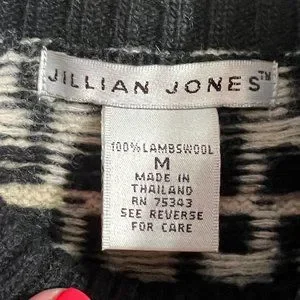 JILLIAN JONES™
100% LAMBSWOOL
M
MADE IN
THAILAND
RN 75343
SEE REVERSE
FOR CARE